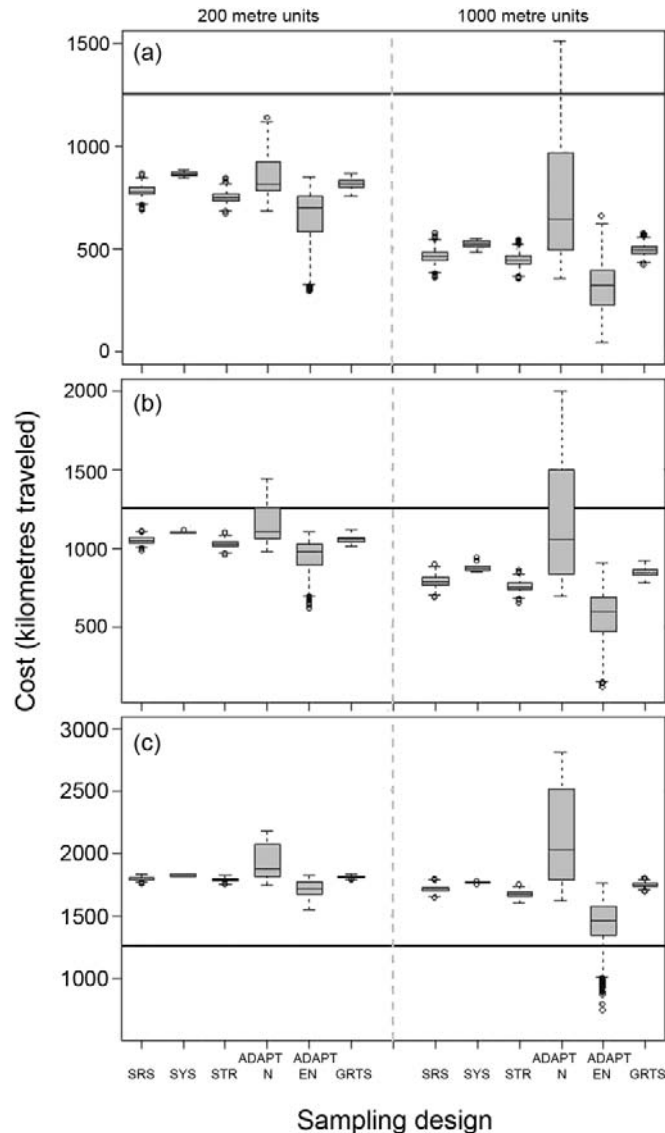 200 metre units 1000 metre units
(a)
1500
1000
500
0
(b)
2000
1500
1000
500
(c)
3000
2500
2000
1500
1000
Cost (kilometres traveled)
SRS SYS STR ADAPT N ADAPT EN GRTS SRS SYS STR ADAPT N ADAPT EN GRTS
Sampling design